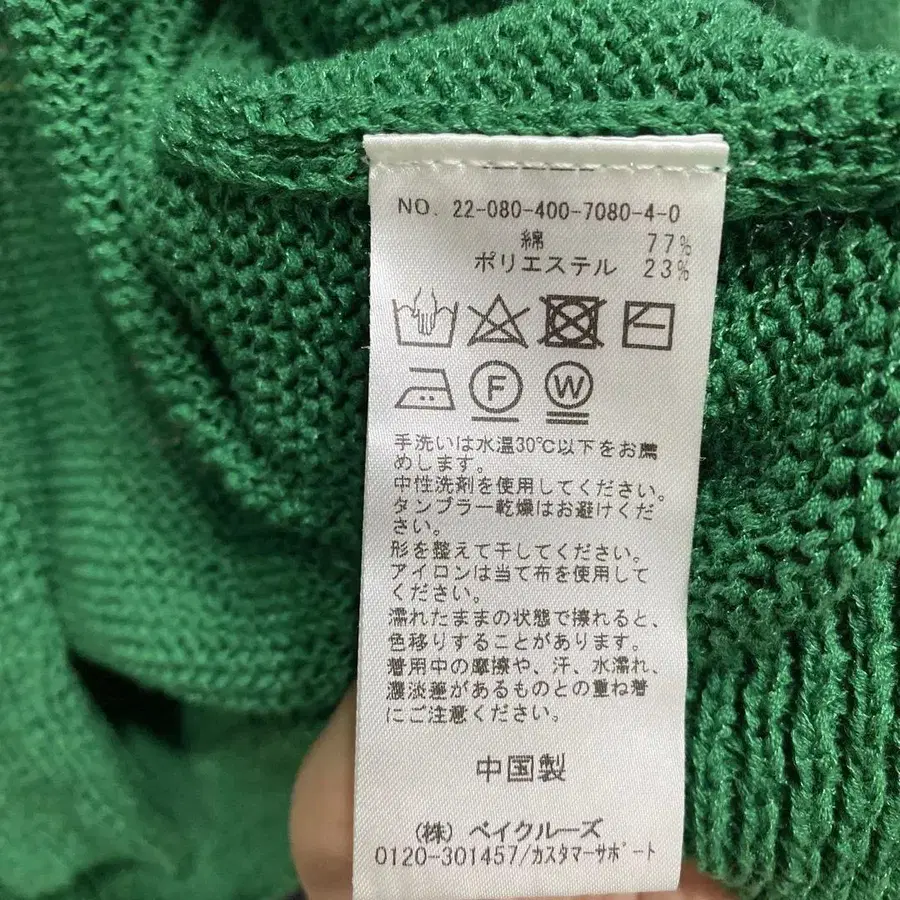 NO. 22-080-400-7080-4-0
綿 77%
ポリエステル 23%
F W
手洗いは水温30℃以下をお薦
めします。
中性洗剤を使用してください。
タンブラー乾燥はお避けくだ
さい。
形を整えて干してください。
アイロンは当て布を使用して
ください。
濡れたままの状態で擦れると、
色移りすることがあります。
着用中の摩擦や、汗、水濡れ、
濃淡差があるものとの重ね着
にご注意ください。
中国製
(株) ベイクルーズ
0120-301457/カスタマーサポート